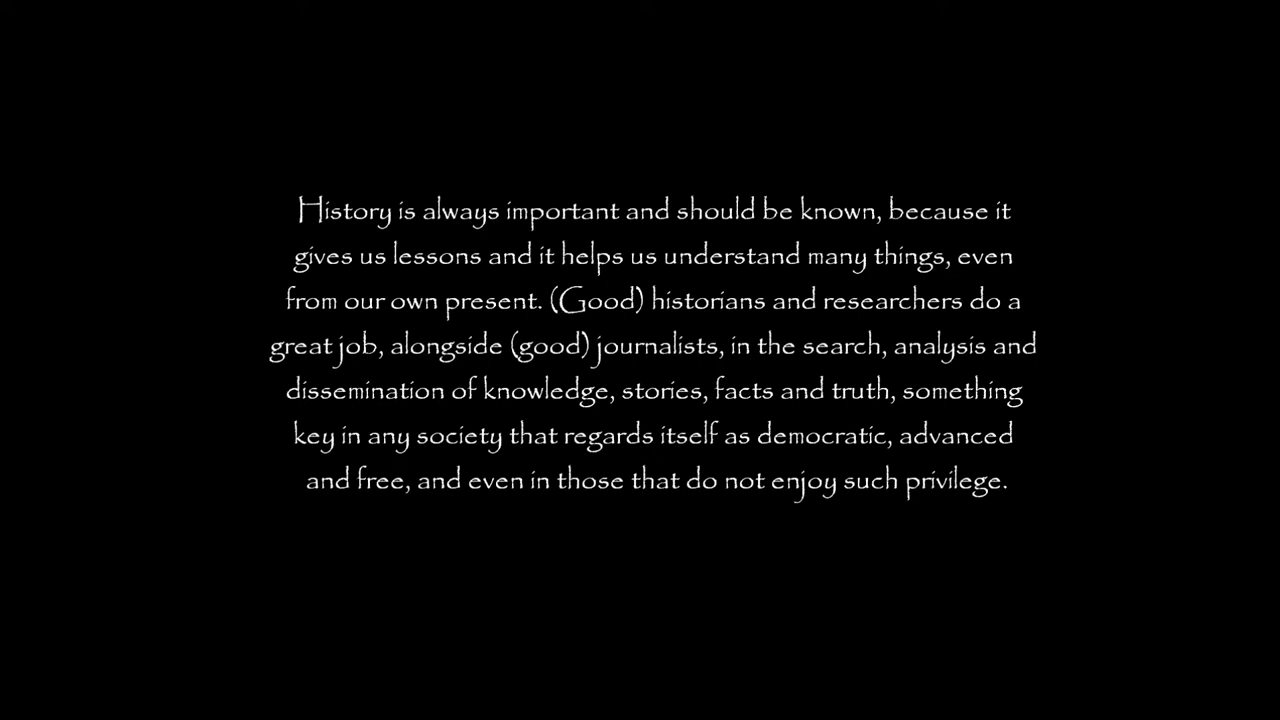 History is always important and should be known, because it
gives us lessons and it helps us understand many things, even
from our own present. (Good) historians and researchers do a
great job, alongside (good) journalists, in the search, analysis and
dissemination of knowledge, stories, facts and truth, something
key in any society that regards itself as democratic, advanced
and free, and even in those that do not enjoy such privilege.